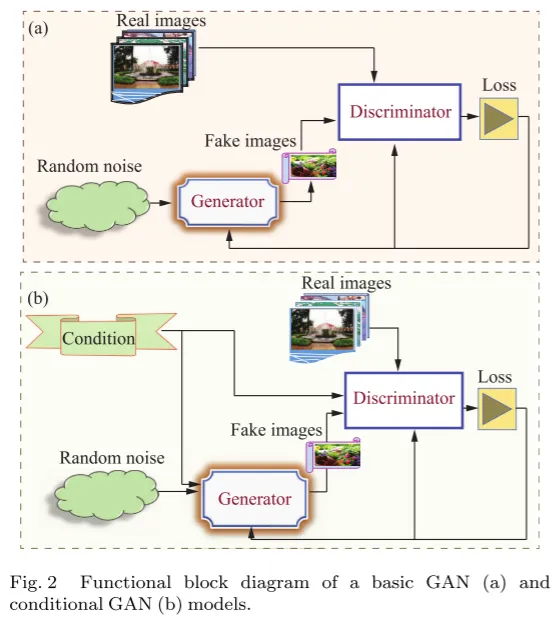 (a)
Real images
Loss
Discriminator
Fake images
Random noise
Generator
(b)
Real images
Condition
Loss
Discriminator
Fake images
Random noise
Generator
Fig. 2 Functional block diagram of a basic GAN (a) and
conditional GAN (b) models.